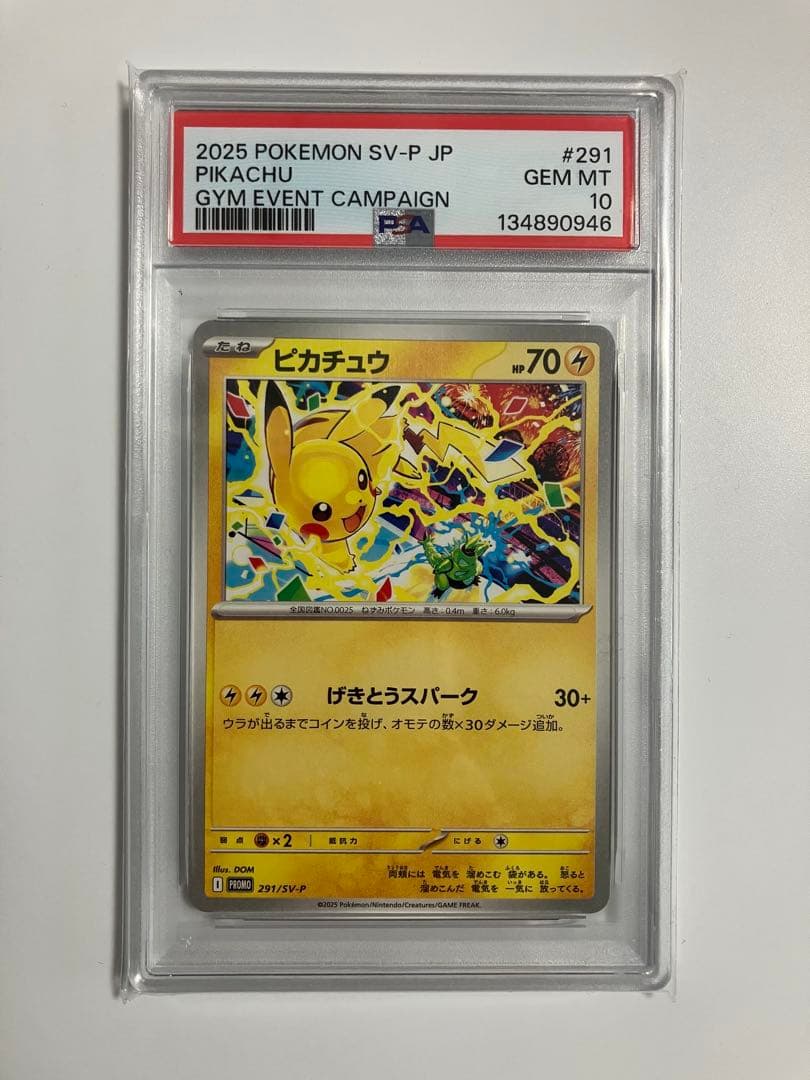 2025 POKEMON SV-P JP #291
PIKACHU GEM MT
GYM EVENT CAMPAIGN 10
PSA 134890946
たね ピカチュウ HP70
全国図鑑NO.0025 ねずみポケモン 高さ:0.4m 重さ:6.0kg
げきとうスパーク 30+
ウラが出るまでコインを投げ、オモテの数×30ダメージ追加。
弱点 ×2 抵抗力 にげる
Illus. DOM
両頬には 電気を 溜めこむ 袋がある。 怒ると
溜めこんだ 電気を 一気に 放ってくる。
I PROMO 291/SV-P
©2025 Pokémon/Nintendo/Creatures/GAME FREAK.